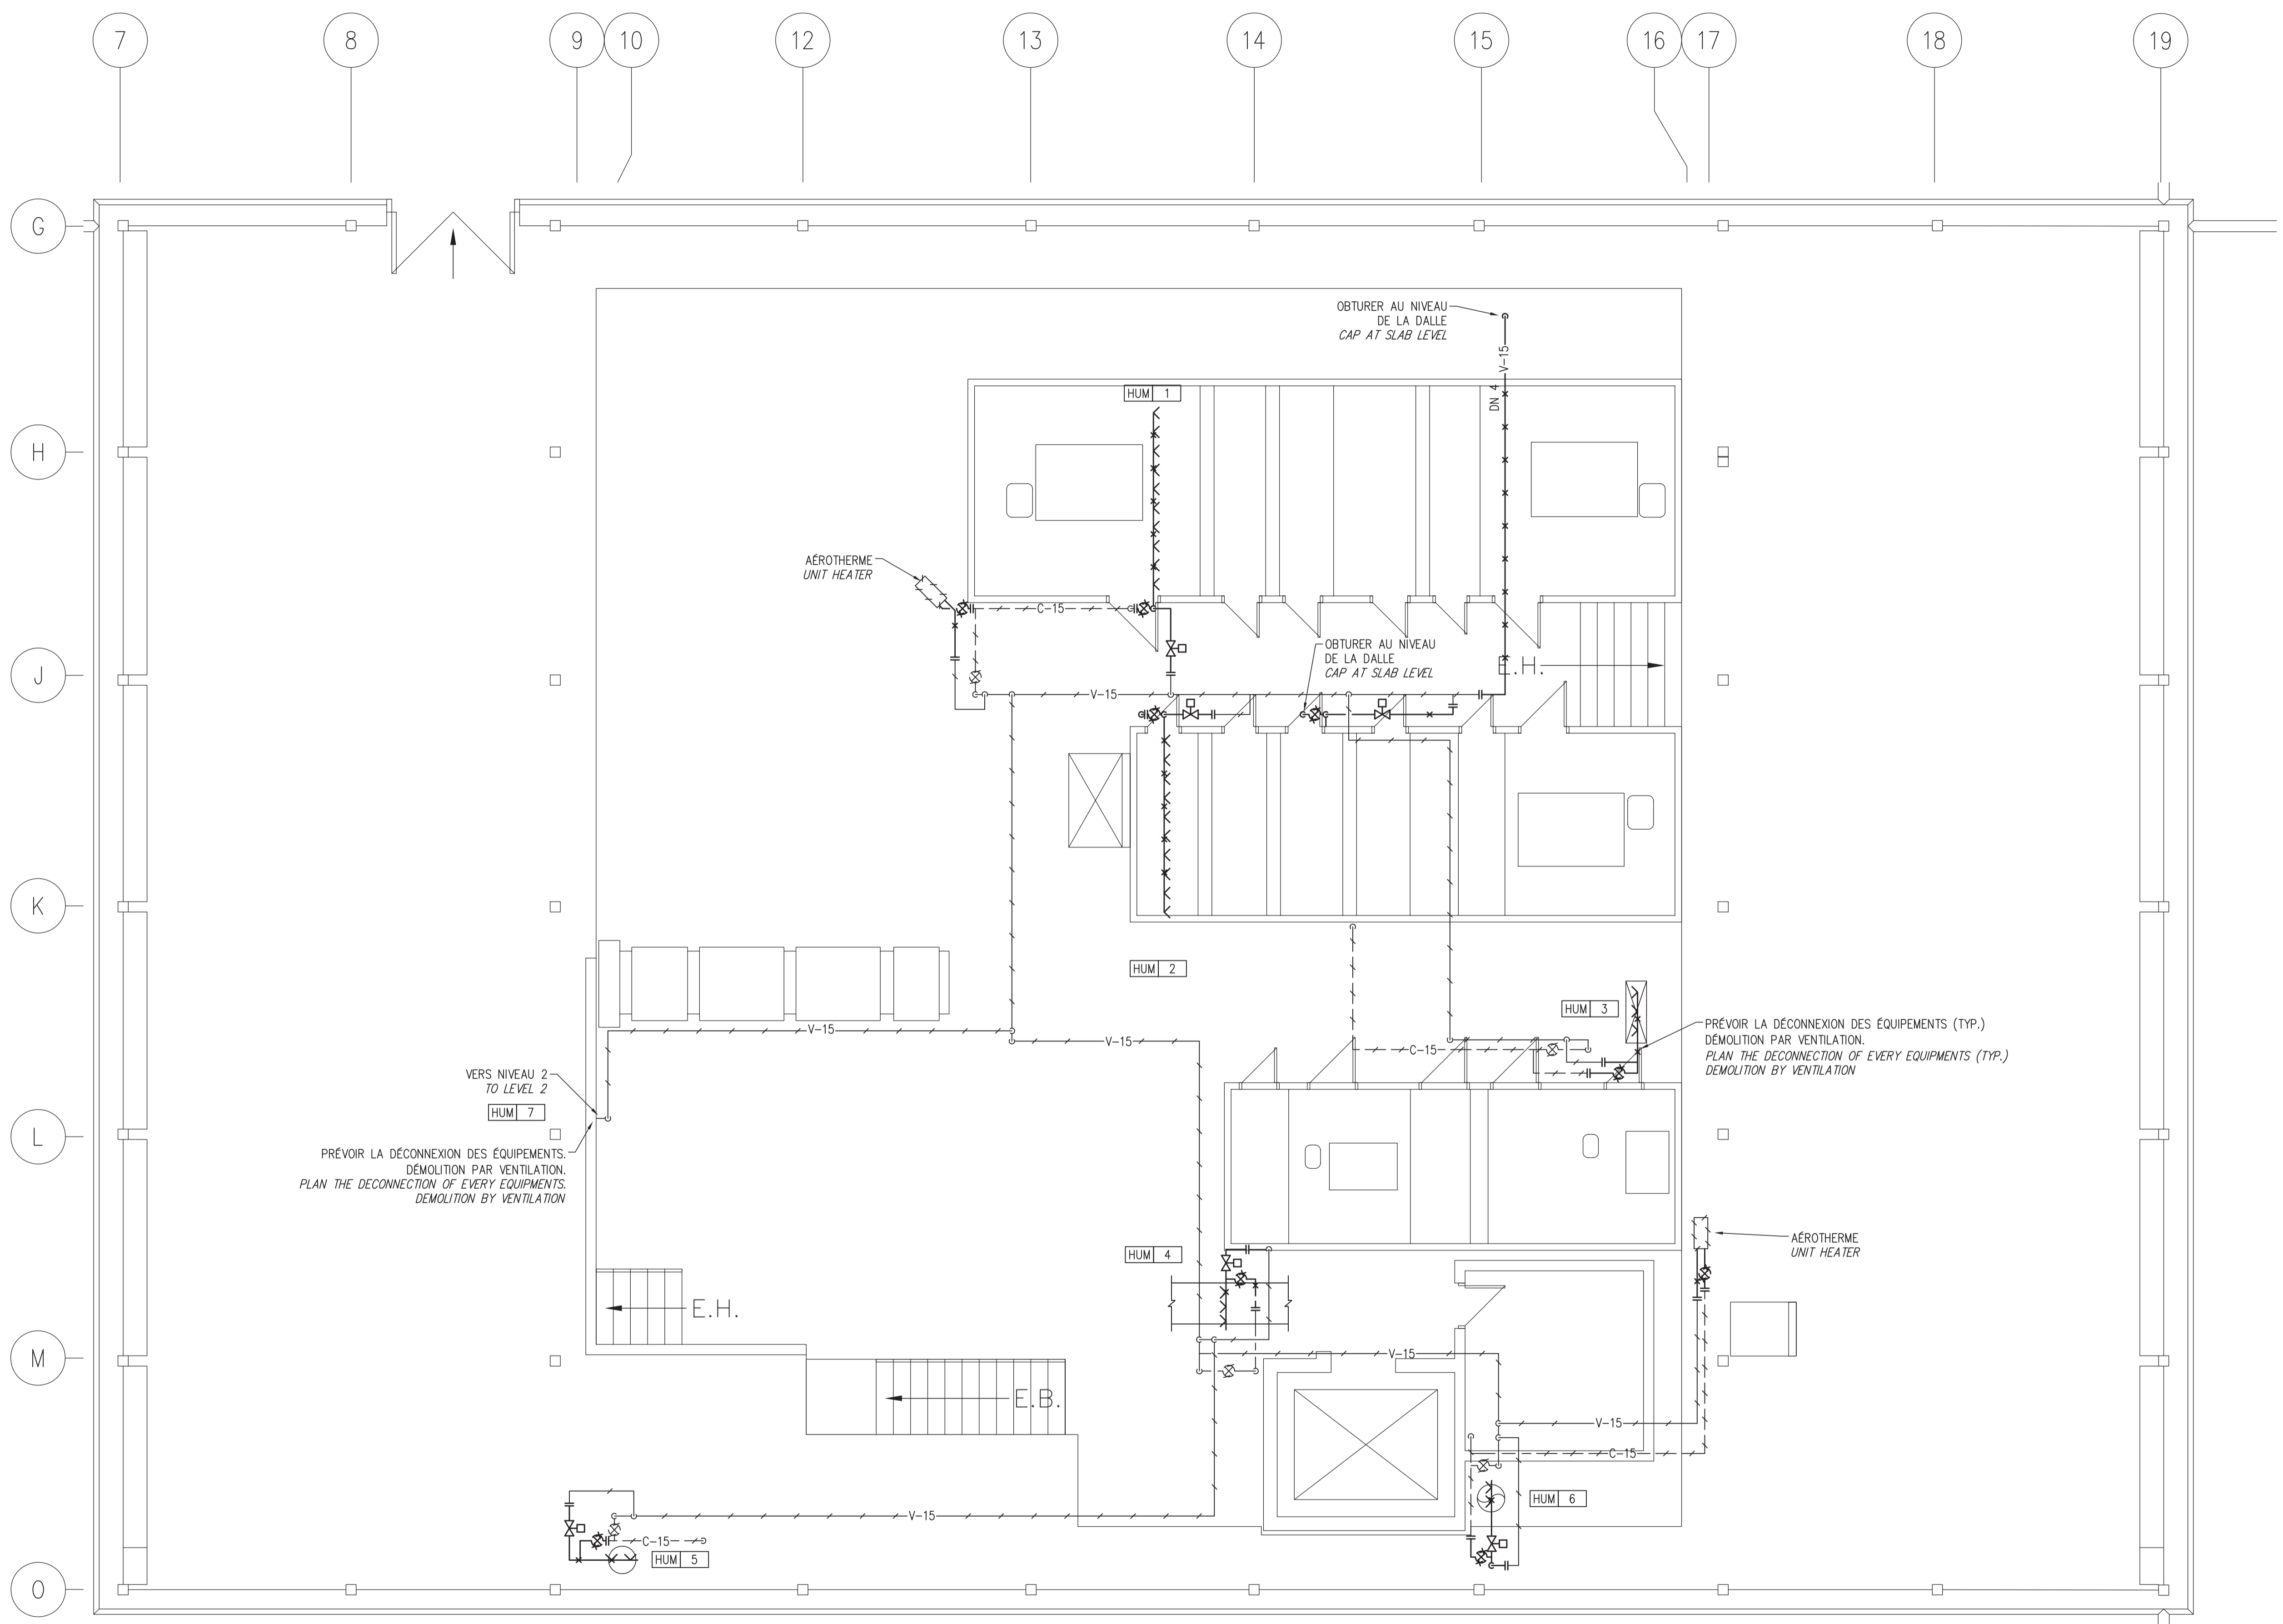 7
8
9
10
12
13
14
15
16
17
18
19
G
OBTURER AU NIVEAU
DE LA DALLE
CAP AT SLAB LEVEL
V-15
DN 4
HUM 1
H
AÉROTHERME
UNIT HEATER
C-15
OBTURER AU NIVEAU
DE LA DALLE
CAP AT SLAB LEVEL
E.H.
J
V-15
K
HUM 2
HUM 3
V-15
V-15
C-15
PRÉVOIR LA DÉCONNEXION DES ÉQUIPEMENTS (TYP.)
DÉMOLITION PAR VENTILATION.
PLAN THE DECONNECTION OF EVERY EQUIPMENTS (TYP.)
DEMOLITION BY VENTILATION
VERS NIVEAU 2
TO LEVEL 2
HUM 7
L
PRÉVOIR LA DÉCONNEXION DES ÉQUIPEMENTS.
DÉMOLITION PAR VENTILATION.
PLAN THE DECONNECTION OF EVERY EQUIPMENTS.
DEMOLITION BY VENTILATION
AÉROTHERME
UNIT HEATER
HUM 4
E.H.
M
V-15
E.B.
V-15
C-15
HUM 6
V-15
C-15
HUM 5
O